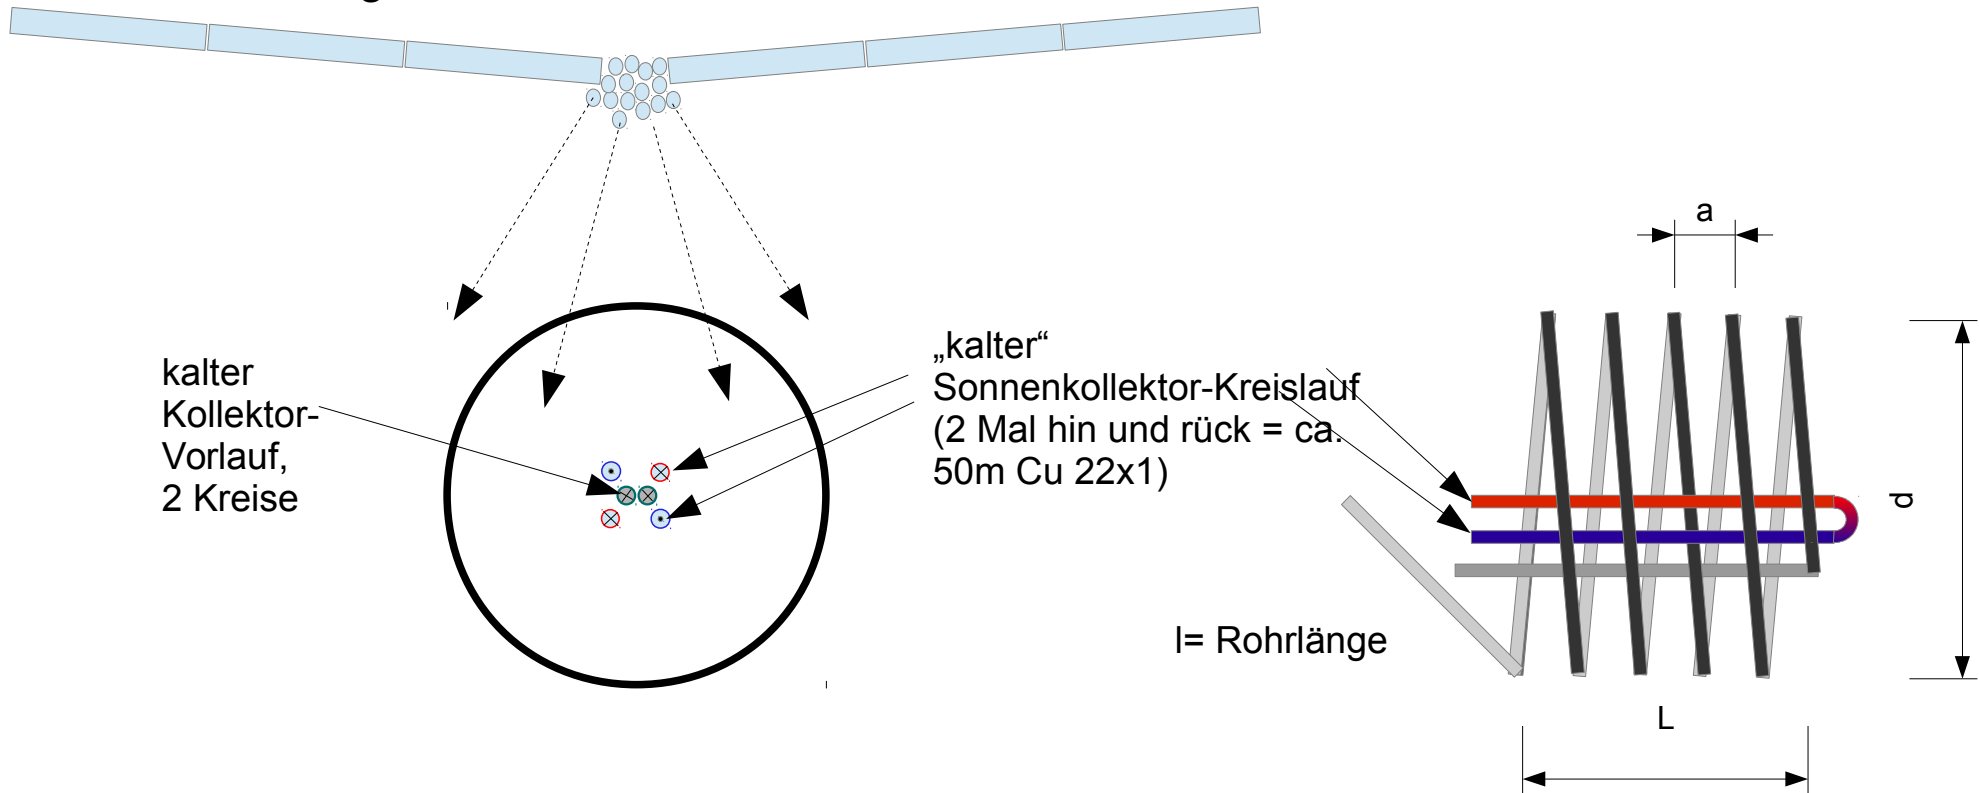 kalter
Kollektor-
Vorlauf,
2 Kreise
„kalter“
Sonnenkollektor-Kreislauf
(2 Mal hin und rück = ca.
50m Cu 22x1)
a
d
l= Rohrlänge
L